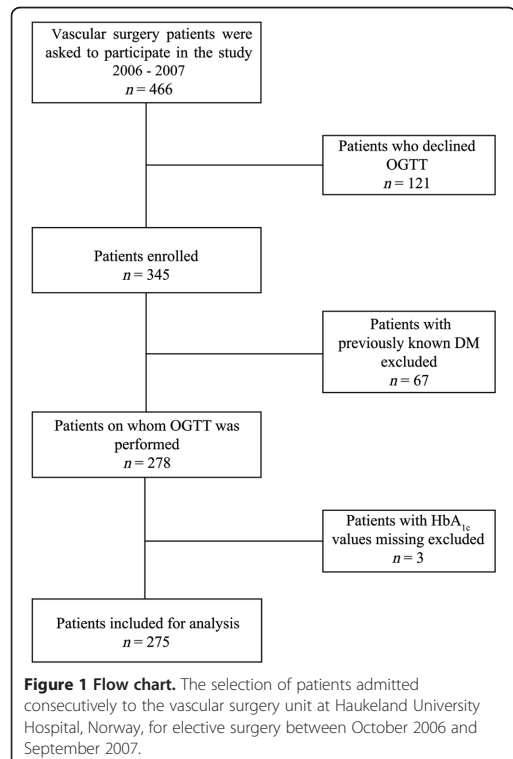 Vascular surgery patients were
asked to participate in the study
2006 - 2007
n = 466
Patients who declined
OGTT
n = 121
Patients enrolled
n = 345
Patients with
previously known DM
excluded
n = 67
Patients on whom OGTT was
performed
n = 278
Patients with HbA1c
values missing excluded
n = 3
Patients included for analysis
n = 275
Figure 1 Flow chart. The selection of patients admitted
consecutively to the vascular surgery unit at Haukeland University
Hospital, Norway, for elective surgery between October 2006 and
September 2007.